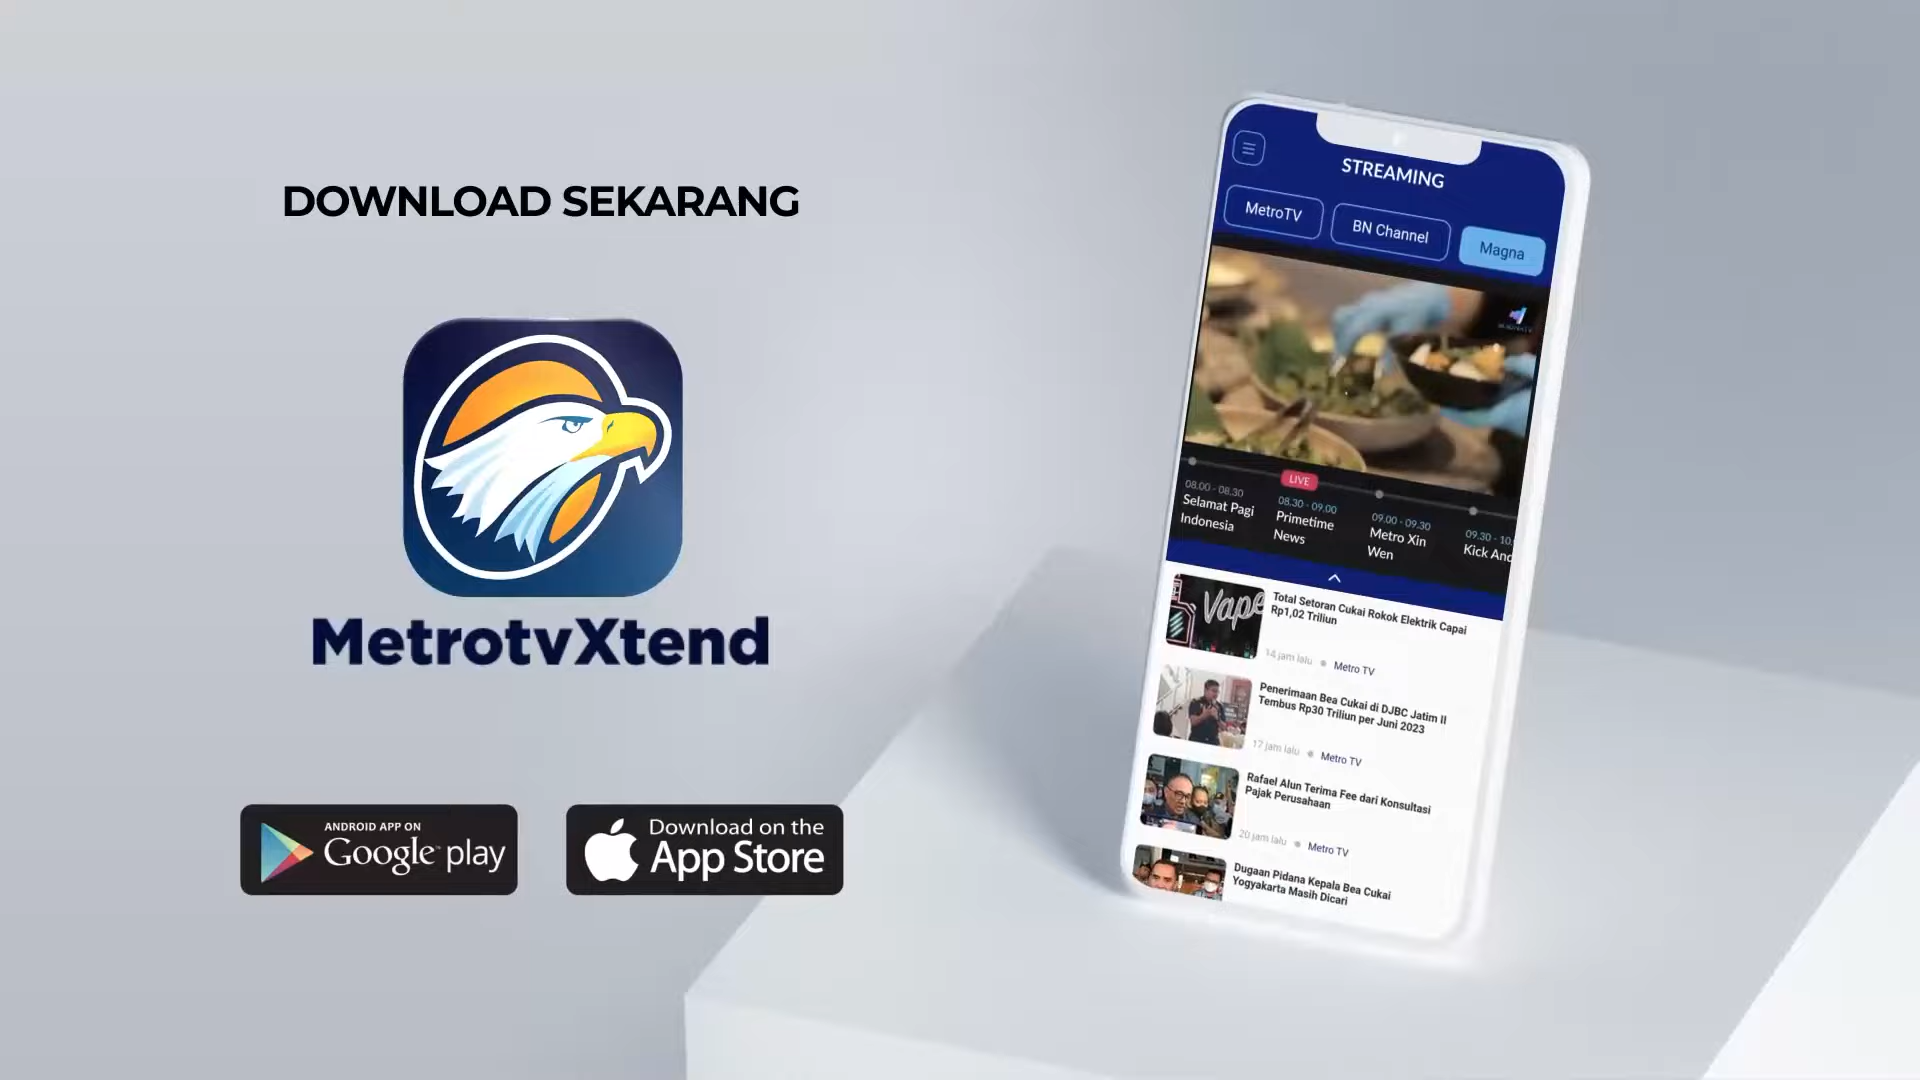 DOWNLOAD SEKARANG
MetrotvXtend
ANDROID APP ON
Google play
Download on the
App Store
STREAMING
MetroTV
BN Channel
Magna
LIVE
08.00 - 08.30
Selamat Pagi
Indonesia
08.30 - 09.00
Primetime
News
09.00 - 09.30
Metro Xin
Wen
09.30 - 10
Kick And
Vape
Total Setoran Cukai Rokok Elektrik Capai
Rp1,02 Triliun
14 jam lalu
Metro TV
Penerimaan Bea Cukai di DJBC Jatim II
Tembus Rp30 Triliun per Juni 2023
17 jam lalu
Metro TV
Rafael Alun Terima Fee dari Konsultasi
Pajak Perusahaan
20 jam lalu
Metro TV
Dugaan Pidana Kepala Bea Cukai
Yogyakarta Masih Dicari